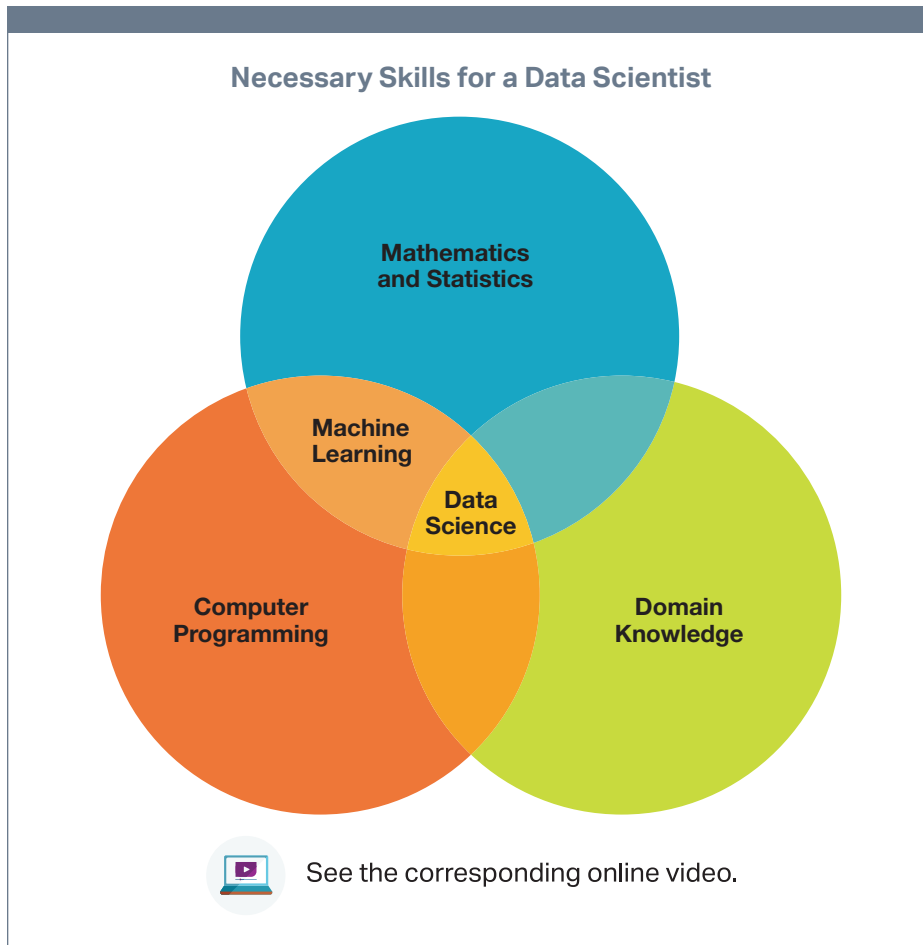 Necessary Skills for a Data Scientist
Mathematics
and Statistics
Machine
Learning
Data
Science
Computer
Programming
Domain
Knowledge
See the corresponding online video.